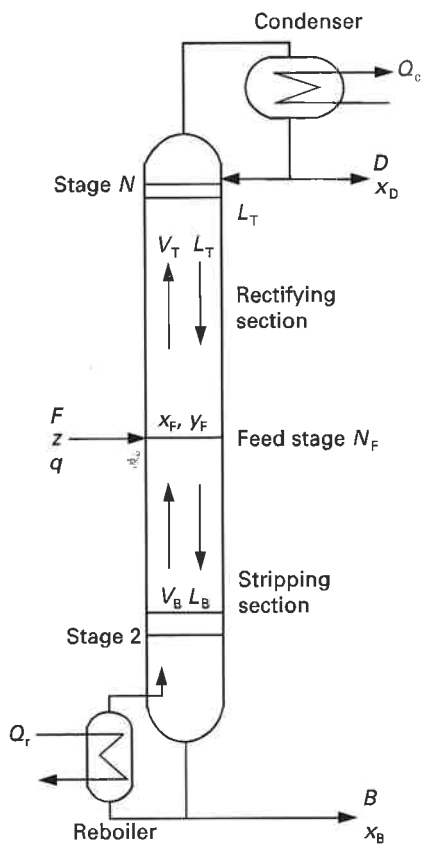 Condenser
Q_c
D
x_D
Stage N
L_T
V_T L_T
Rectifying
section
F
z
q
x_F, y_F
Feed stage N_F
Stripping
section
V_B L_B
Stage 2
Q_r
Reboiler
B
x_B